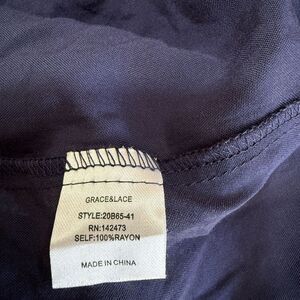 GRACE&LACE
STYLE:20B65-41
RN:142473
SELF:100%RAYON
MADE IN CHINA